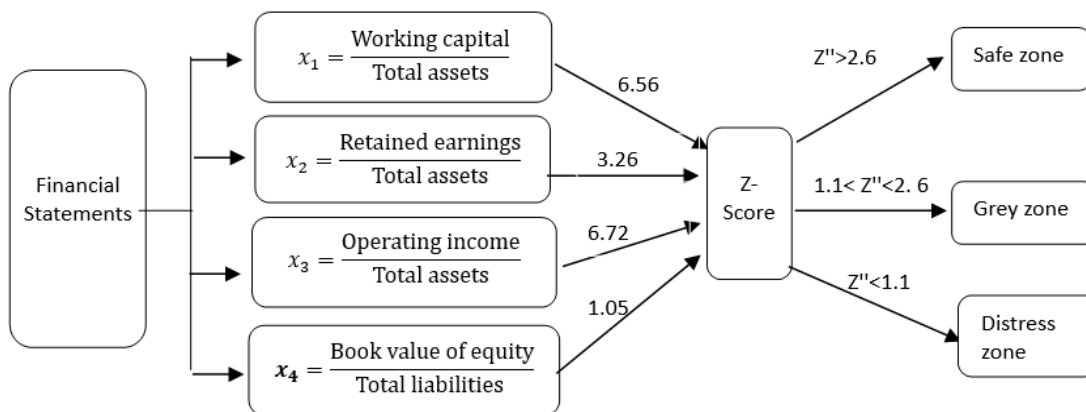 Financial
Statements
x₁ = Working capital / Total assets
x₂ = Retained earnings / Total assets
x₃ = Operating income / Total assets
x₄ = Book value of equity / Total liabilities
6.56
3.26
6.72
1.05
Z-
Score
Z''>2.6
1.1< Z''<2. 6
Z''<1.1
Safe zone
Grey zone
Distress
zone